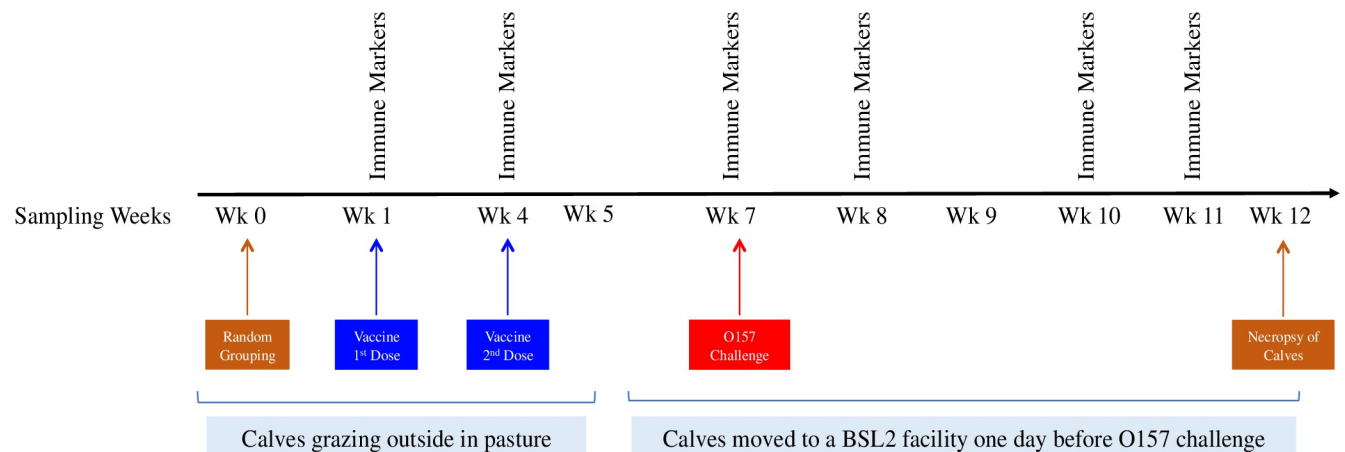 Immune Markers
Immune Markers
Immune Markers
Immune Markers
Immune Markers
Immune Markers
Sampling Weeks Wk 0 Wk 1 Wk 4 Wk 5 Wk 7 Wk 8 Wk 9 Wk 10 Wk 11 Wk 12
Random
Grouping
Vaccine
1st Dose
Vaccine
2nd Dose
O157
Challenge
Necropsy of
Calves
Calves grazing outside in pasture
Calves moved to a BSL2 facility one day before O157 challenge